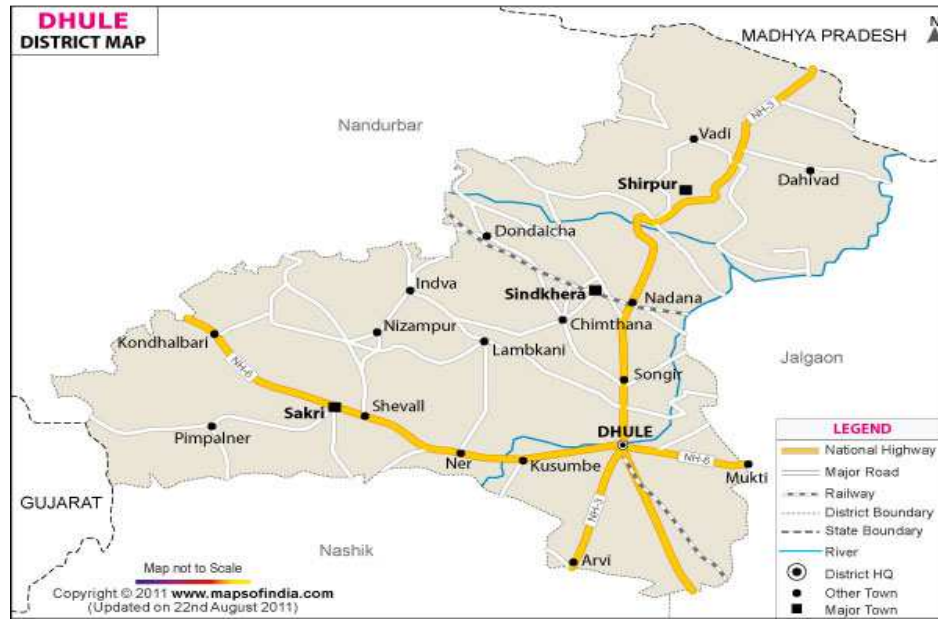 DHULE
DISTRICT MAP
MADHYA PRADESH
N
Nandurbar
NH-3
Vadi
Dahivad
Shirpur
Dondalcha
Indva
Sindkhera
Nadana
Nizampur
Chimthana
Kondhalbari
Lambkani
Jalgaon
NH-6
Songir
Sakri
Shevall
Pimpalner
DHULE
Ner
Kusumbe
NH-6
Mukti
GUJARAT
NH-3
Nashik
Arvi
LEGEND
National Highway
Major Road
Railway
District Boundary
State Boundary
River
District HQ
Other Town
Major Town
Map not to Scale
Copyright © 2011 www.mapsofindia.com
(Updated on 22nd August 2011)